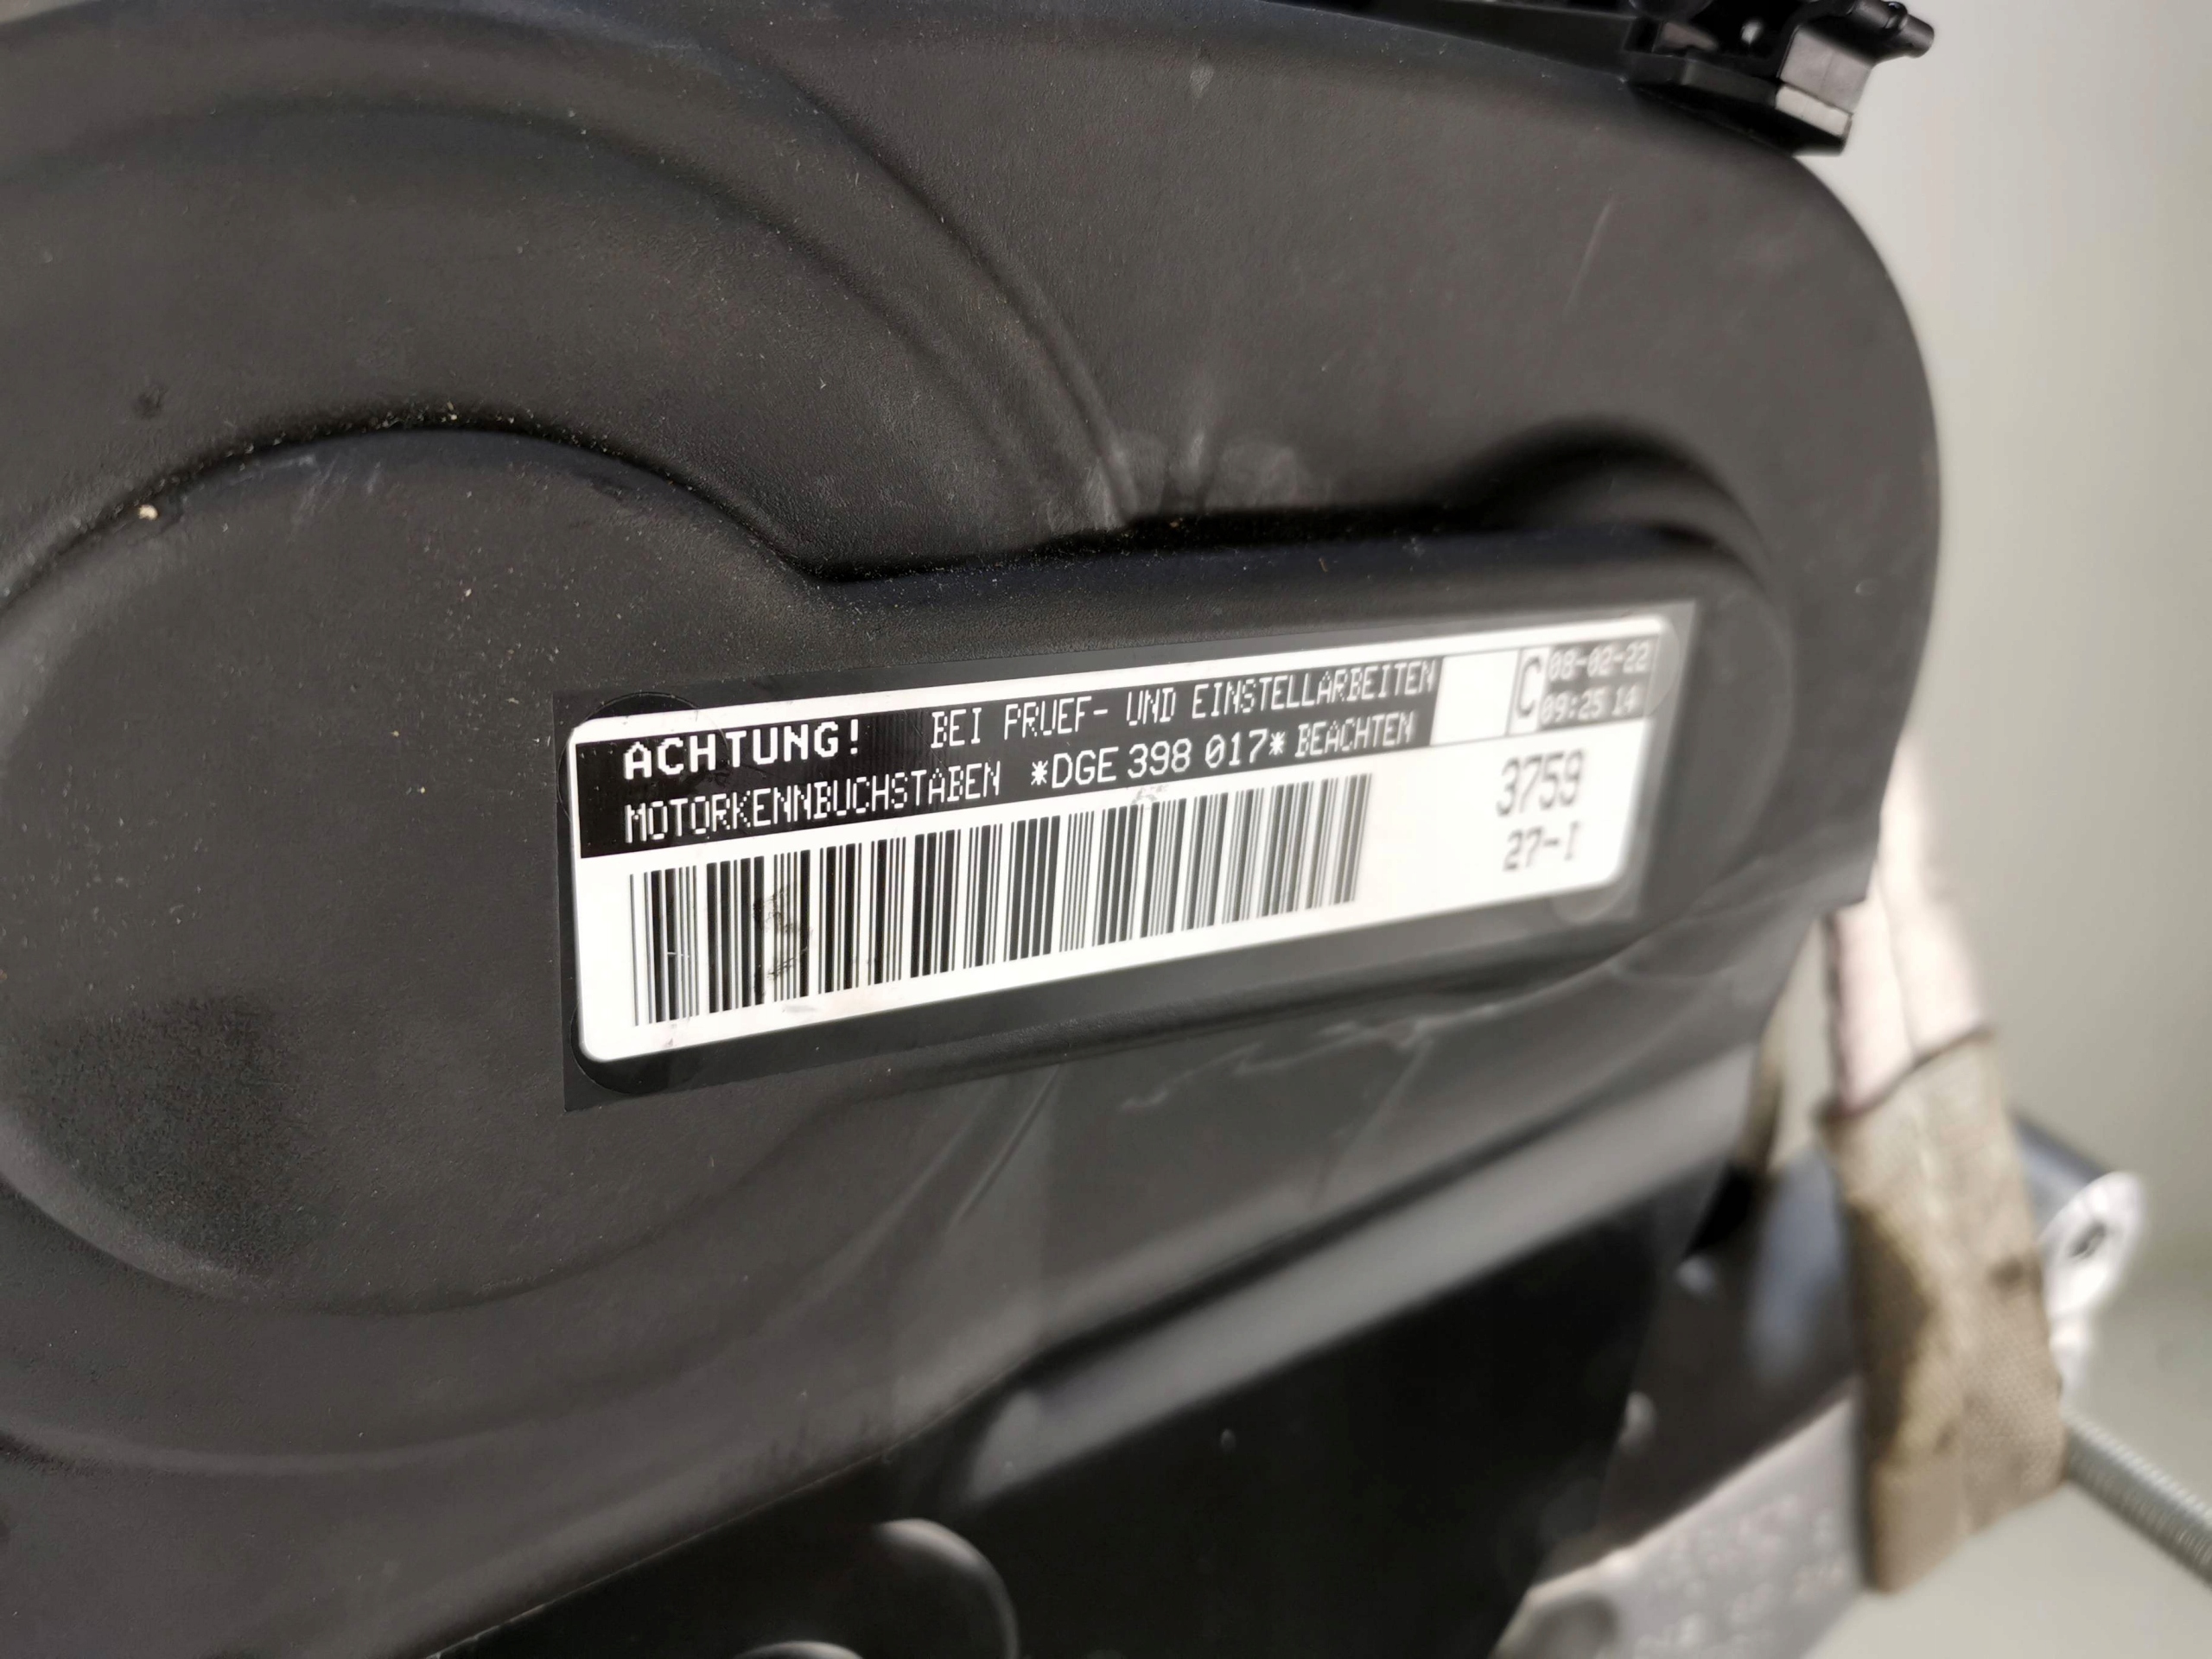 ACHTUNG! BEI PRUEF- UND EINSTELLARBEITEN
MOTORKENNBUCHSTABEN *DGE 398 017* BEACHTEN
C
08-02-22
09:25 14
3759
27-I